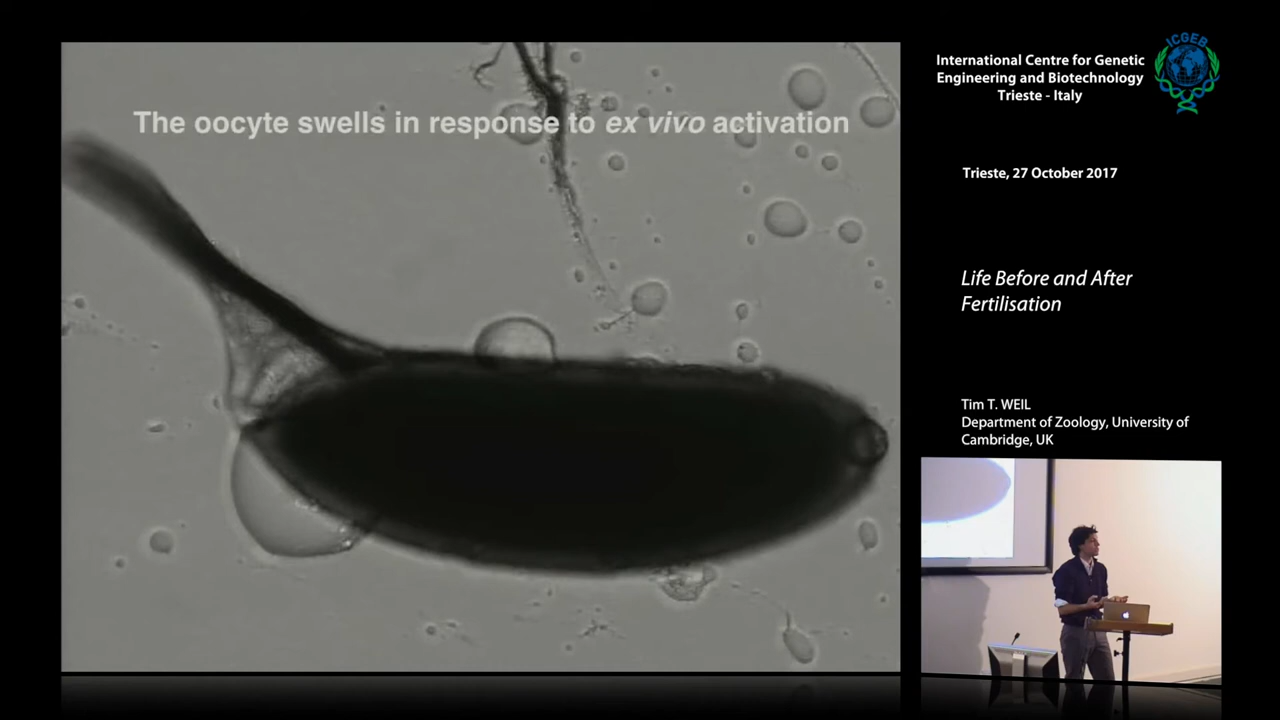 The oocyte swells in response to ex vivo activation
ICGEB
International Centre for Genetic
Engineering and Biotechnology
Trieste - Italy
Trieste, 27 October 2017
Life Before and After
Fertilisation
Tim T. WEIL
Department of Zoology, University of
Cambridge, UK